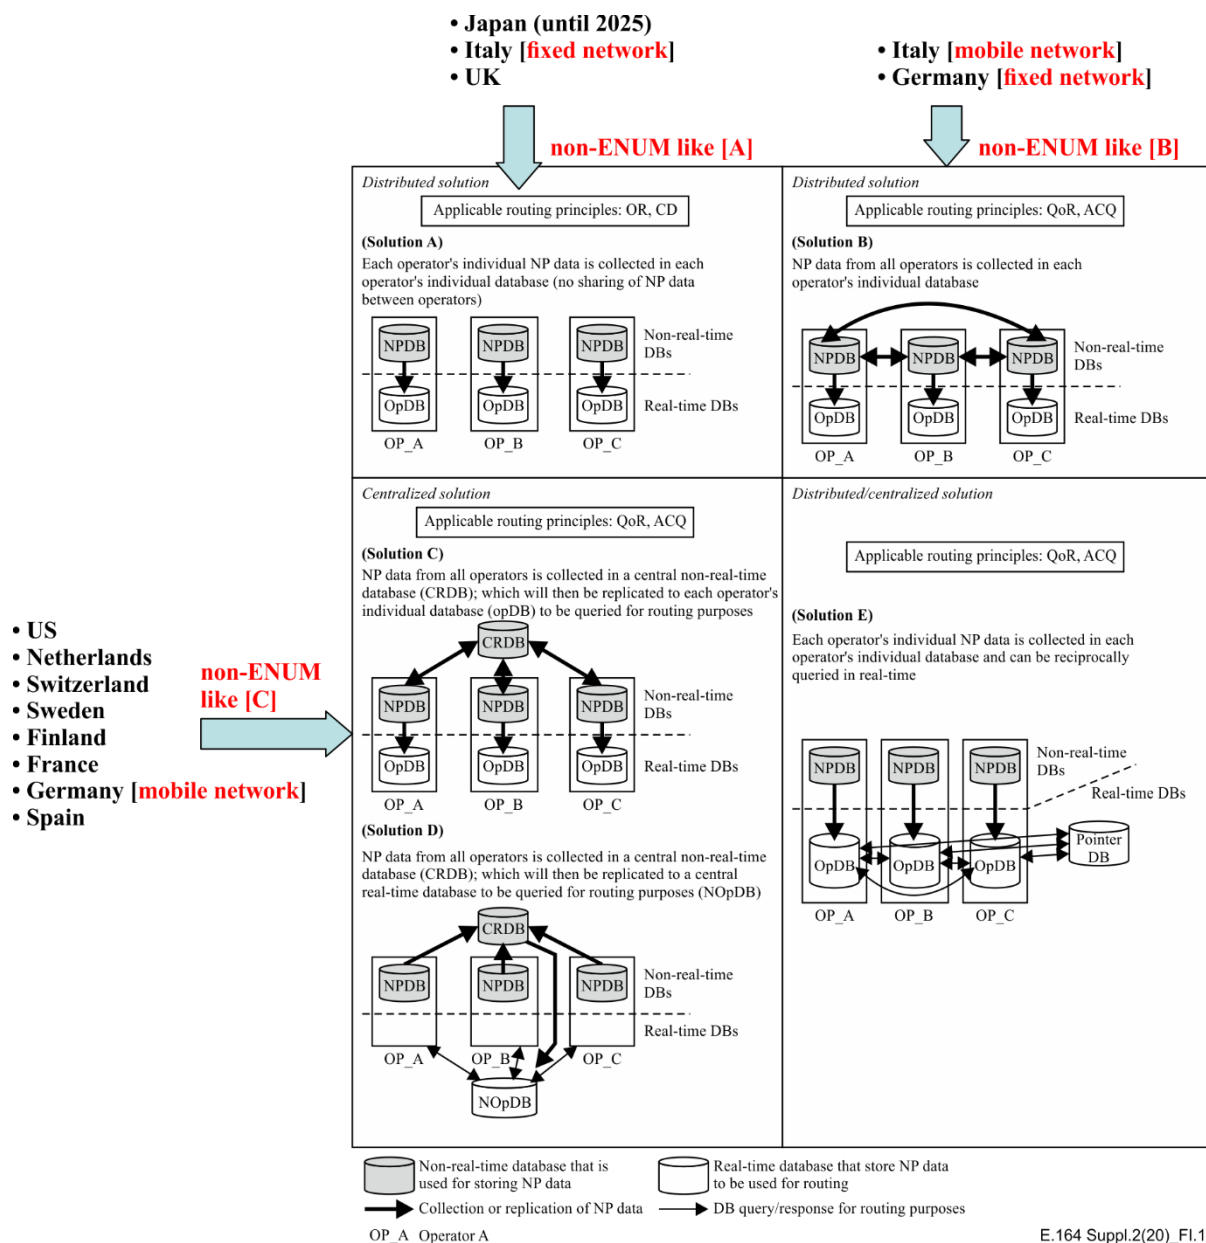 • Japan (until 2025)
• Italy [fixed network]
• UK
• Italy [mobile network]
• Germany [fixed network]
non-ENUM like [A]
non-ENUM like [B]
Distributed solution
Applicable routing principles: OR, CD
(Solution A)
Each operator's individual NP data is collected in each
operator's individual database (no sharing of NP data
between operators)
NPDB NPDB NPDB
Non-real-time
DBs
OpDB OpDB OpDB
Real-time DBs
OP_A OP_B OP_C
Distributed solution
Applicable routing principles: QoR, ACQ
(Solution B)
NP data from all operators is collected in each
operator's individual database
NPDB NPDB NPDB
Non-real-time
DBs
OpDB OpDB OpDB
Real-time DBs
OP_A OP_B OP_C
• US
• Netherlands
• Switzerland
• Sweden
• Finland
• France
• Germany [mobile network]
• Spain
non-ENUM
like [C]
Centralized solution
Applicable routing principles: QoR, ACQ
(Solution C)
NP data from all operators is collected in a central non-real-time
database (CRDB); which will then be replicated to each operator's
individual database (opDB) to be queried for routing purposes
CRDB
NPDB NPDB NPDB
Non-real-time
DBs
OpDB OpDB OpDB
Real-time DBs
OP_A OP_B OP_C
(Solution D)
NP data from all operators is collected in a central non-real-time
database (CRDB); which will then be replicated to a central
real-time database to be queried for routing purposes (NOpDB)
CRDB
NPDB NPDB NPDB
Non-real-time
DBs
Real-time DBs
OP_A OP_B OP_C
NOpDB
Distributed/centralized solution
Applicable routing principles: QoR, ACQ
(Solution E)
Each operator's individual NP data is collected in each
operator's individual database and can be reciprocally
queried in real-time
NPDB NPDB NPDB
Non-real-time
DBs
Real-time DBs
OpDB OpDB OpDB
Pointer
DB
OP_A OP_B OP_C
Non-real-time database that is
used for storing NP data
Real-time database that store NP data
to be used for routing
Collection or replication of NP data
DB query/response for routing purposes
OP_A Operator A
E.164 Suppl.2(20)_FI.1